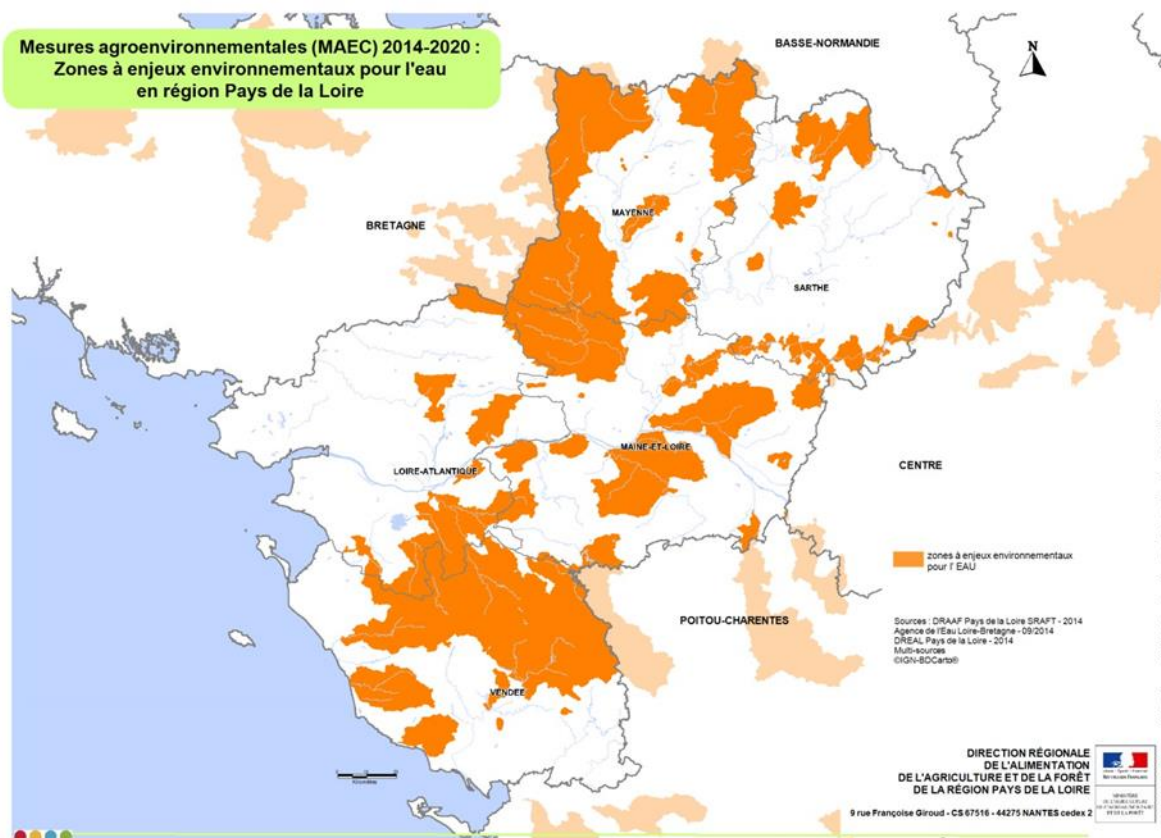 Mesures agroenvironnementales (MAEC) 2014-2020 :
Zones à enjeux environnementaux pour l'eau
en région Pays de la Loire
BASSE-NORMANDIE
N
BRETAGNE
MAYENNE
SARTHE
MAINE-ET-LOIRE
LOIRE-ATLANTIQUE
CENTRE
zones à enjeux environnementaux
pour l' EAU
POITOU-CHARENTES
Sources : DRAAF Pays de la Loire SRAFT - 2014
Agence de l'Eau Loire-Bretagne - 09/2014
DREAL Pays de la Loire - 2014
Multi-sources
©IGN-BDCarto®
VENDEE
DIRECTION RÉGIONALE
DE L'ALIMENTATION
DE L'AGRICULTURE ET DE LA FORÊT
DE LA RÉGION PAYS DE LA LOIRE
9 rue Françoise Giroud - CS 67516 - 44275 NANTES cedex 2